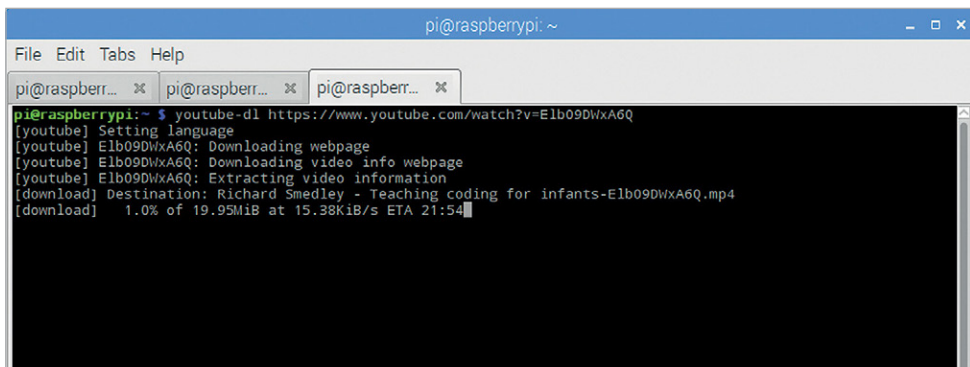 pi@raspberrypi: ~
File Edit Tabs Help
pi@raspberr... pi@raspberr... pi@raspberr...
pi@raspberrypi:~ $ youtube-dl https://www.youtube.com/watch?v=Elb09DWxA6Q
[youtube] Setting language
[youtube] Elb09DWxA6Q: Downloading webpage
[youtube] Elb09DWxA6Q: Downloading video info webpage
[youtube] Elb09DWxA6Q: Extracting video information
[download] Destination: Richard Smedley - Teaching coding for infants-Elb09DWxA6Q.mp4
[download]   1.0% of 19.95MiB at 15.38KiB/s ETA 21:54